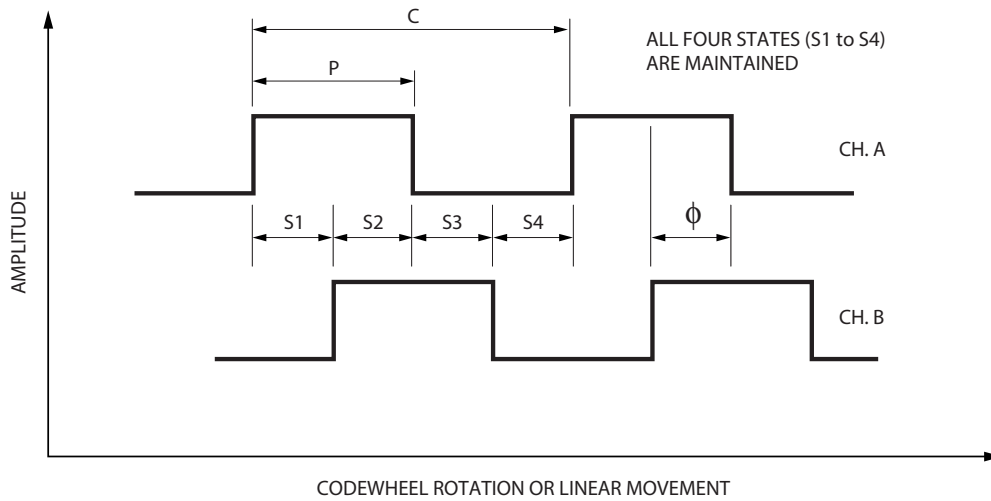 C
ALL FOUR STATES (S1 to S4)
ARE MAINTAINED
P
CH. A
AMPLITUDE
S1 S2 S3 S4 ϕ
CH. B
CODEWHEEL ROTATION OR LINEAR MOVEMENT